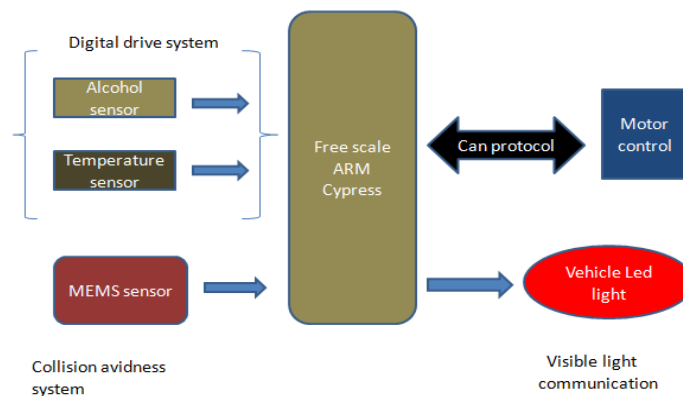 Digital drive system
Alcohol
sensor
Temperature
sensor
MEMS sensor
Collision avidness
system
Free scale
ARM
Cypress
Can protocol
Motor
control
Vehicle Led
light
Visible light
communication